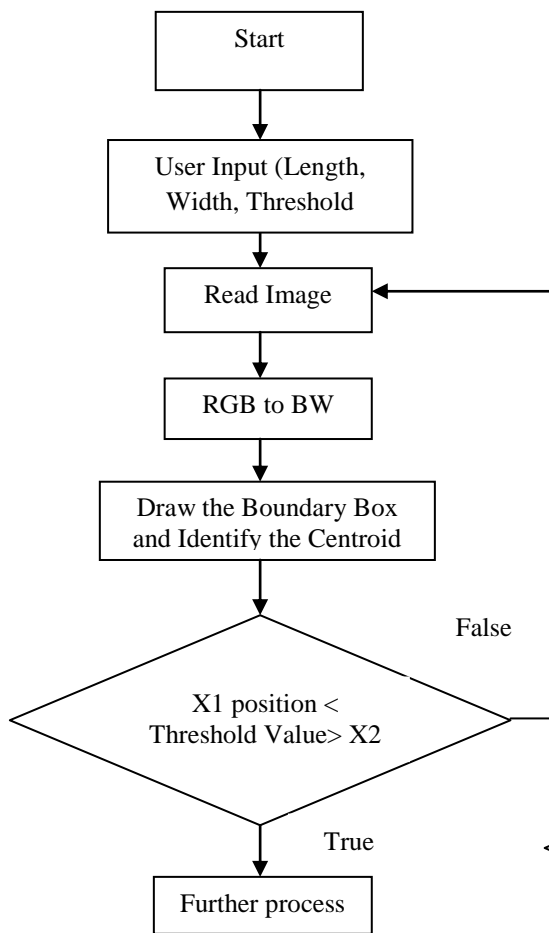 Start
User Input (Length,
Width, Threshold
Read Image
RGB to BW
Draw the Boundary Box
and Identify the Centroid
False
X1 position <
Threshold Value> X2
True
Further process